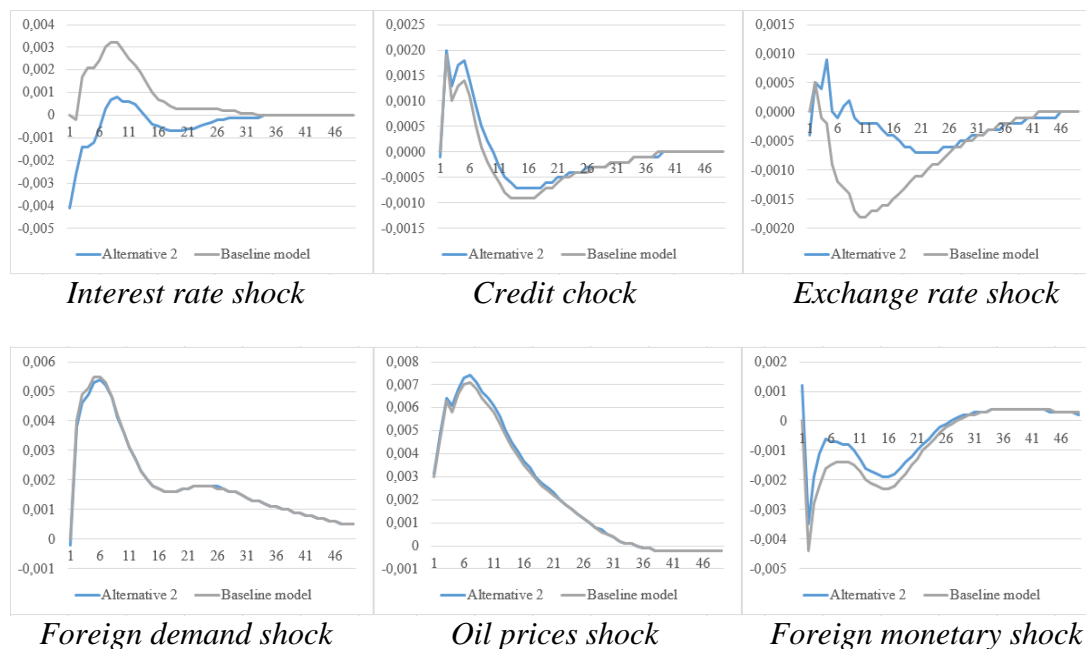 0,004
0,003
0,002
0,001
0
1 6 11 16 21 26 31 36 41 46
-0,001
-0,002
-0,003
-0,004
-0,005
Alternative 2 Baseline model
Interest rate shock
0,0025
0,0020
0,0015
0,0010
0,0005
0,0000
1 6 11 16 21 26 31 36 41 46
-0,0005
-0,0010
-0,0015
Alternative 2 Baseline model
Credit chock
0,0015
0,0010
0,0005
0,0000
1 6 11 16 21 26 31 36 41 46
-0,0005
-0,0010
-0,0015
-0,0020
Alternative 2 Baseline model
Exchange rate shock
0,006
0,005
0,004
0,003
0,002
0,001
0
1 6 11 16 21 26 31 36 41 46
-0,001
Alternative 2 Baseline model
Foreign demand shock
0,008
0,007
0,006
0,005
0,004
0,003
0,002
0,001
0
1 6 11 16 21 26 31 36 41 46
-0,001
Alternative 2 Baseline model
Oil prices shock
0,002
0,001
0
1 6 11 16 21 26 31 36 41 46
-0,001
-0,002
-0,003
-0,004
-0,005
Alternative 2 Baseline model
Foreign monetary shock